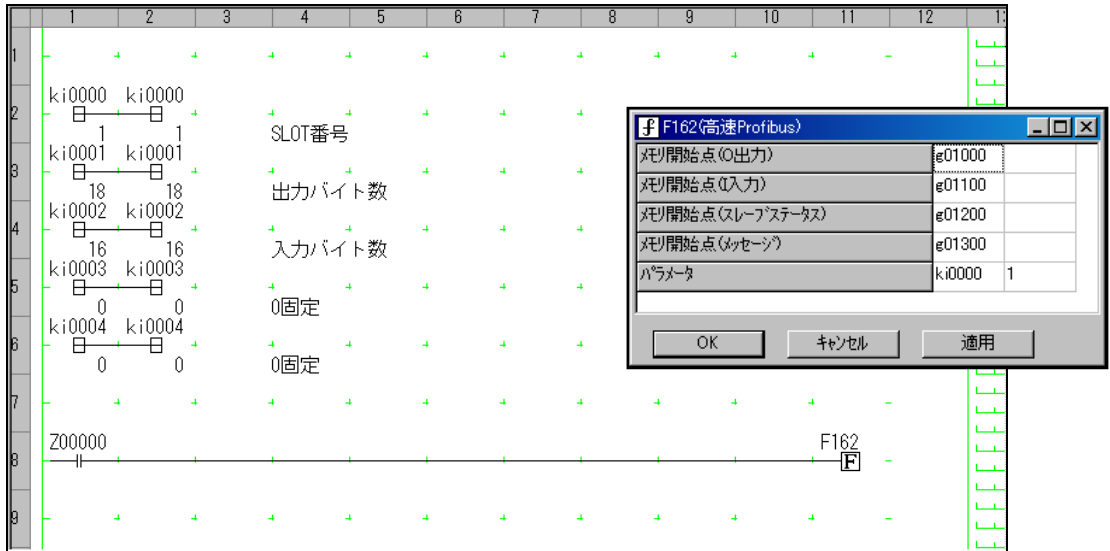 1 2 3 4 5 6 7 8 9 10 11 12
1
ki0000 ki0000
2
1 1 SLOT番号
ki0001 ki0001
3
18 18 出力バイト数
ki0002 ki0002
4
16 16 入力バイト数
ki0003 ki0003
5
0 0 0固定
ki0004 ki0004
6
0 0 0固定
7
Z00000 F162
8 F
9
F162(高速Profibus)
ﾒﾓﾘ開始点(O出力) g01000
ﾒﾓﾘ開始点(I入力) g01100
ﾒﾓﾘ開始点(ｽﾚｰﾌﾞｽﾃｰﾀｽ) g01200
ﾒﾓﾘ開始点(ﾒｯｾｰｼﾞ) g01300
ﾊﾟﾗﾒｰﾀ ki0000 1
OK ｷｬﾝｾﾙ 適用